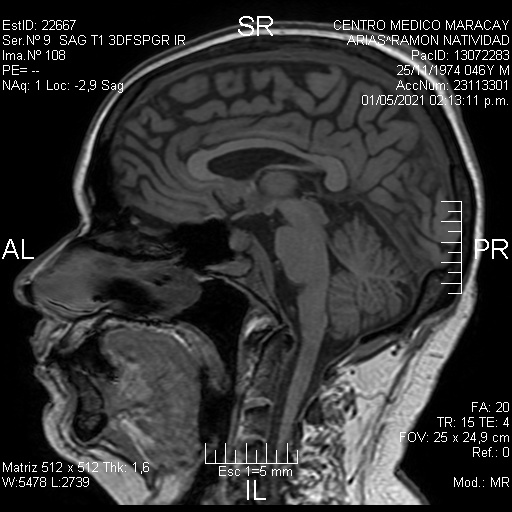 EstID: 22667
Ser.Nº 9 SAG T1 3DFSPGR IR
Ima.Nº 108
PE= --
NAq: 1 Loc: -2,9 Sag
SR
CENTRO MEDICO MARACAY
ARIAS^RAMON NATIVIDAD
PacID: 13072283
25/11/1974 046Y M
AccNum: 23113301
01/05/2021 02:13:11 p.m.
AL
PR
Matriz 512 x 512 Thk: 1,6
W:5478 L:2739
Esc 1=5 mm
IL
FA: 20
TR: 15 TE: 4
FOV: 25 x 24,9 cm
Ref.: 0
Mod.: MR